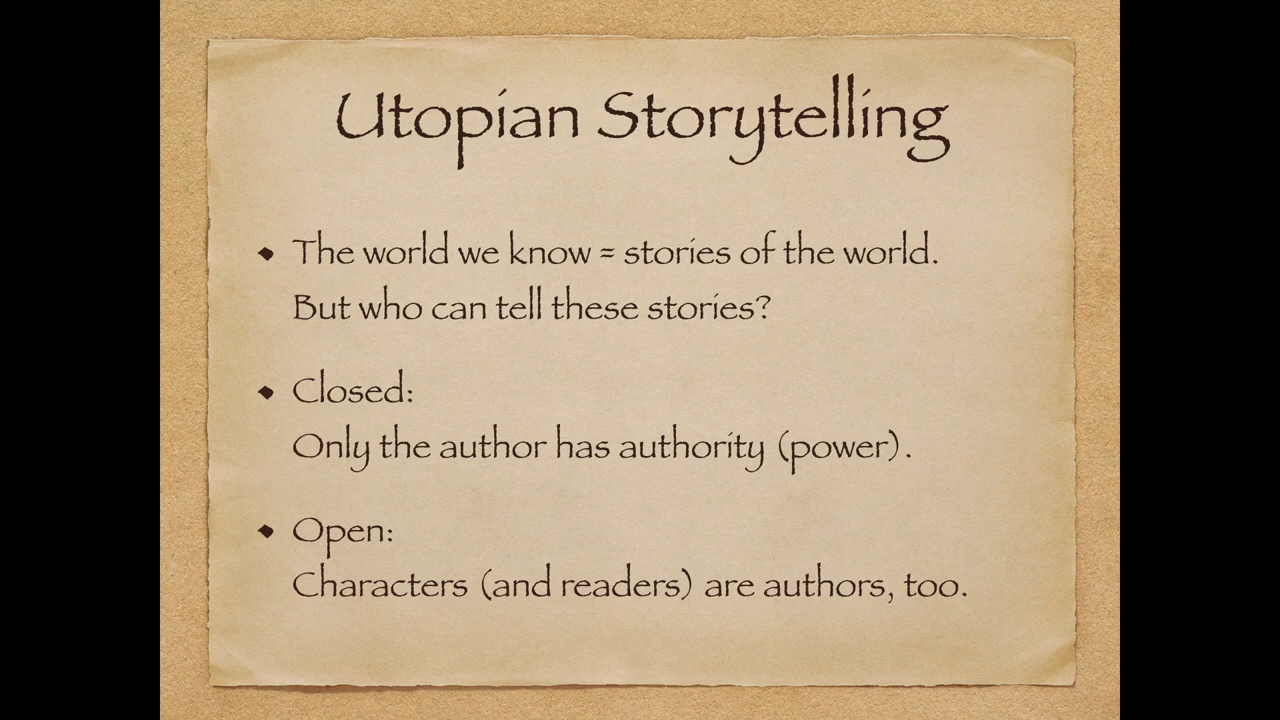 Utopian Storytelling
• The world we know = stories of the world.
But who can tell these stories?
• Closed:
Only the author has authority (power).
• Open:
Characters (and readers) are authors, too.